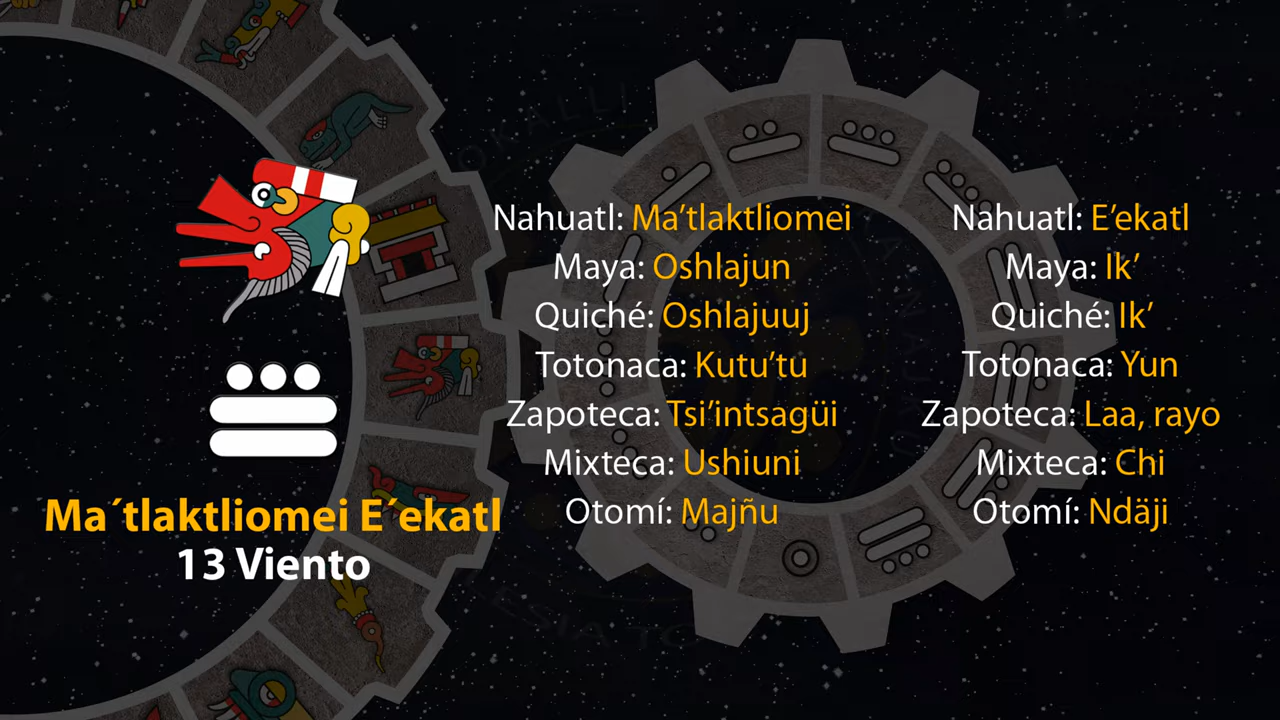 Nahuatl: Ma’tlaktliomei
Maya: Oshlajun
Quiché: Oshlajuuj
Totonaca: Kutu’tu
Zapoteca: Tsi’intsagüi
Mixteca: Ushiuni
Otomí: Majñu
Nahuatl: E’ekatl
Maya: Ik’
Quiché: Ik’
Totonaca: Yun
Zapoteca: Laa, rayo
Mixteca: Chi
Otomí: Ndäji
Ma´tlaktliomei E´ekatl
13 Viento